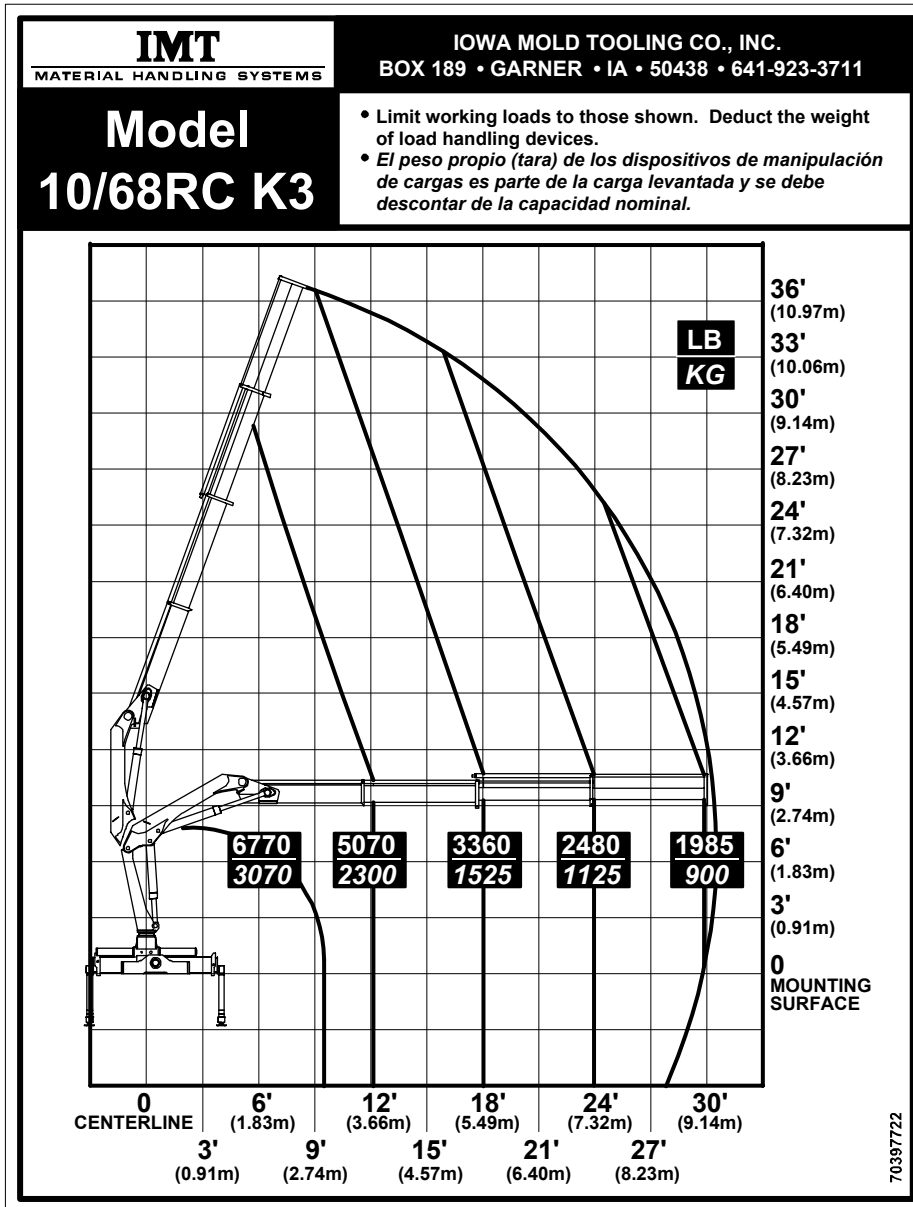 IMT
MATERIAL HANDLING SYSTEMS
IOWA MOLD TOOLING CO., INC.
BOX 189 • GARNER • IA • 50438 • 641-923-3711
Model
10/68RC K3
• Limit working loads to those shown.  Deduct the weight
of load handling devices.
• El peso propio (tara) de los dispositivos de manipulación
de cargas es parte de la carga levantada y se debe
descontar de la capacidad nominal.
LB
KG
36'
(10.97m)
33'
(10.06m)
30'
(9.14m)
27'
(8.23m)
24'
(7.32m)
21'
(6.40m)
18'
(5.49m)
15'
(4.57m)
12'
(3.66m)
9'
(2.74m)
6'
(1.83m)
3'
(0.91m)
0
MOUNTING
SURFACE
6770
3070
5070
2300
3360
1525
2480
1125
1985
900
0 6' 12' 18' 24' 30'
CENTERLINE (1.83m) (3.66m) (5.49m) (7.32m) (9.14m)
3' 9' 15' 21' 27'
(0.91m) (2.74m) (4.57m) (6.40m) (8.23m)
70397722